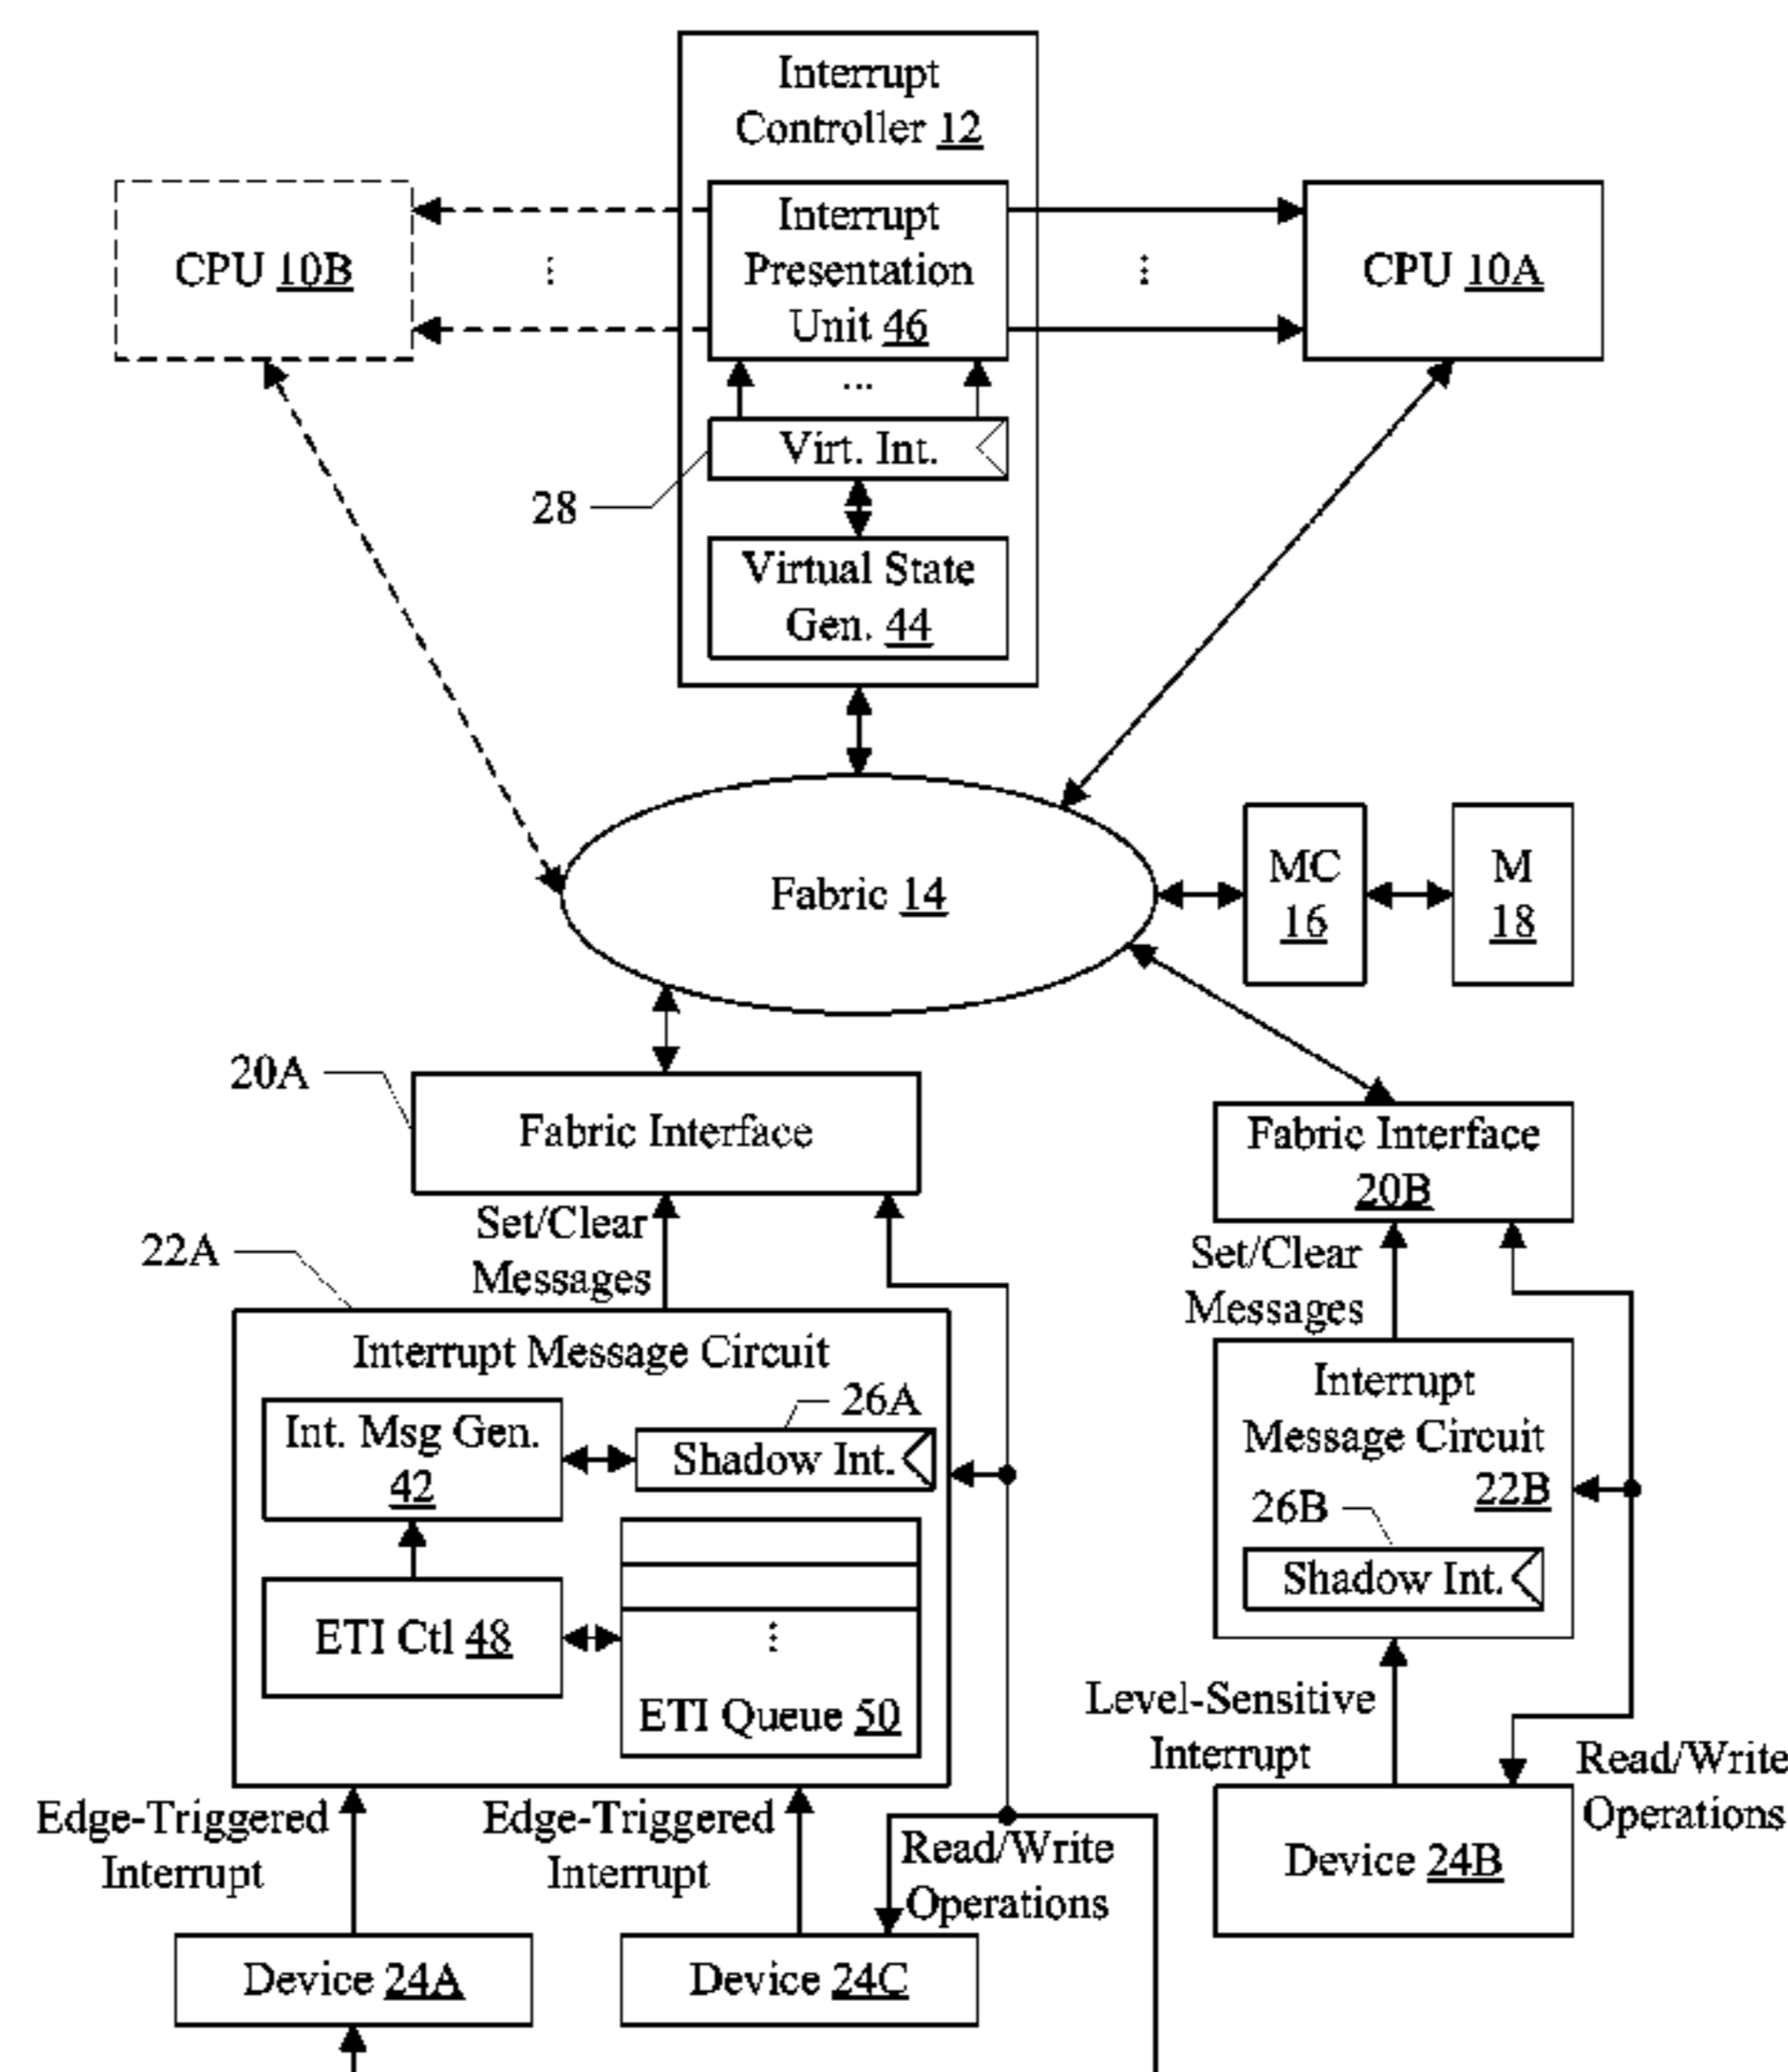 Interrupt
Controller 12
CPU 10B
Interrupt
Presentation
Unit 46
CPU 10A
...
Virt. Int.
28
Virtual State
Gen. 44
Fabric 14
MC
16
M
18
20A
Fabric Interface
Fabric Interface
20B
Set/Clear
Messages
22A
Set/Clear
Messages
Interrupt Message Circuit
26A
Int. Msg Gen.
42
Shadow Int.
Interrupt
Message Circuit
22B
26B
Shadow Int.
ETI Ctl 48
ETI Queue 50
Level-Sensitive
Interrupt
Read/Write
Operations
Edge-Triggered
Interrupt
Edge-Triggered
Interrupt
Read/Write
Operations
Device 24B
Device 24A
Device 24C